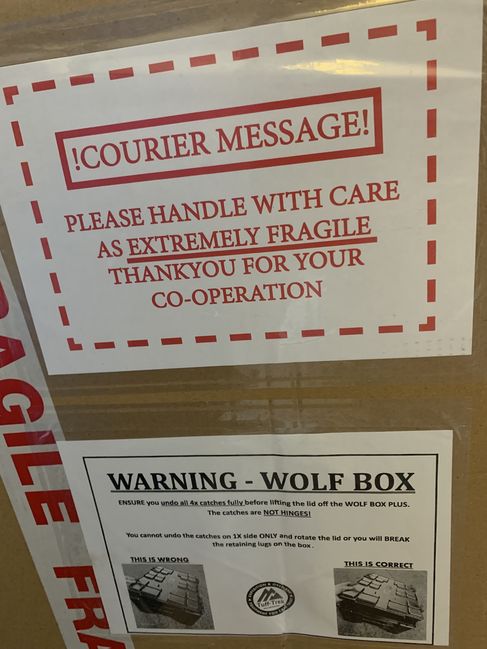 !COURIER MESSAGE!
PLEASE HANDLE WITH CARE
AS EXTREMELY FRAGILE
THANKYOU FOR YOUR
CO-OPERATION
AGILE FRA
WARNING - WOLF BOX
ENSURE you undo all 4x catches fully before lifting the lid off the WOLF BOX PLUS.
The catches are NOT HINGES!
You cannot undo the catches on 1X side ONLY and rotate the lid or you will BREAK
the retaining lugs on the box.
THIS IS WRONG
THIS IS CORRECT
Tuff-Trek